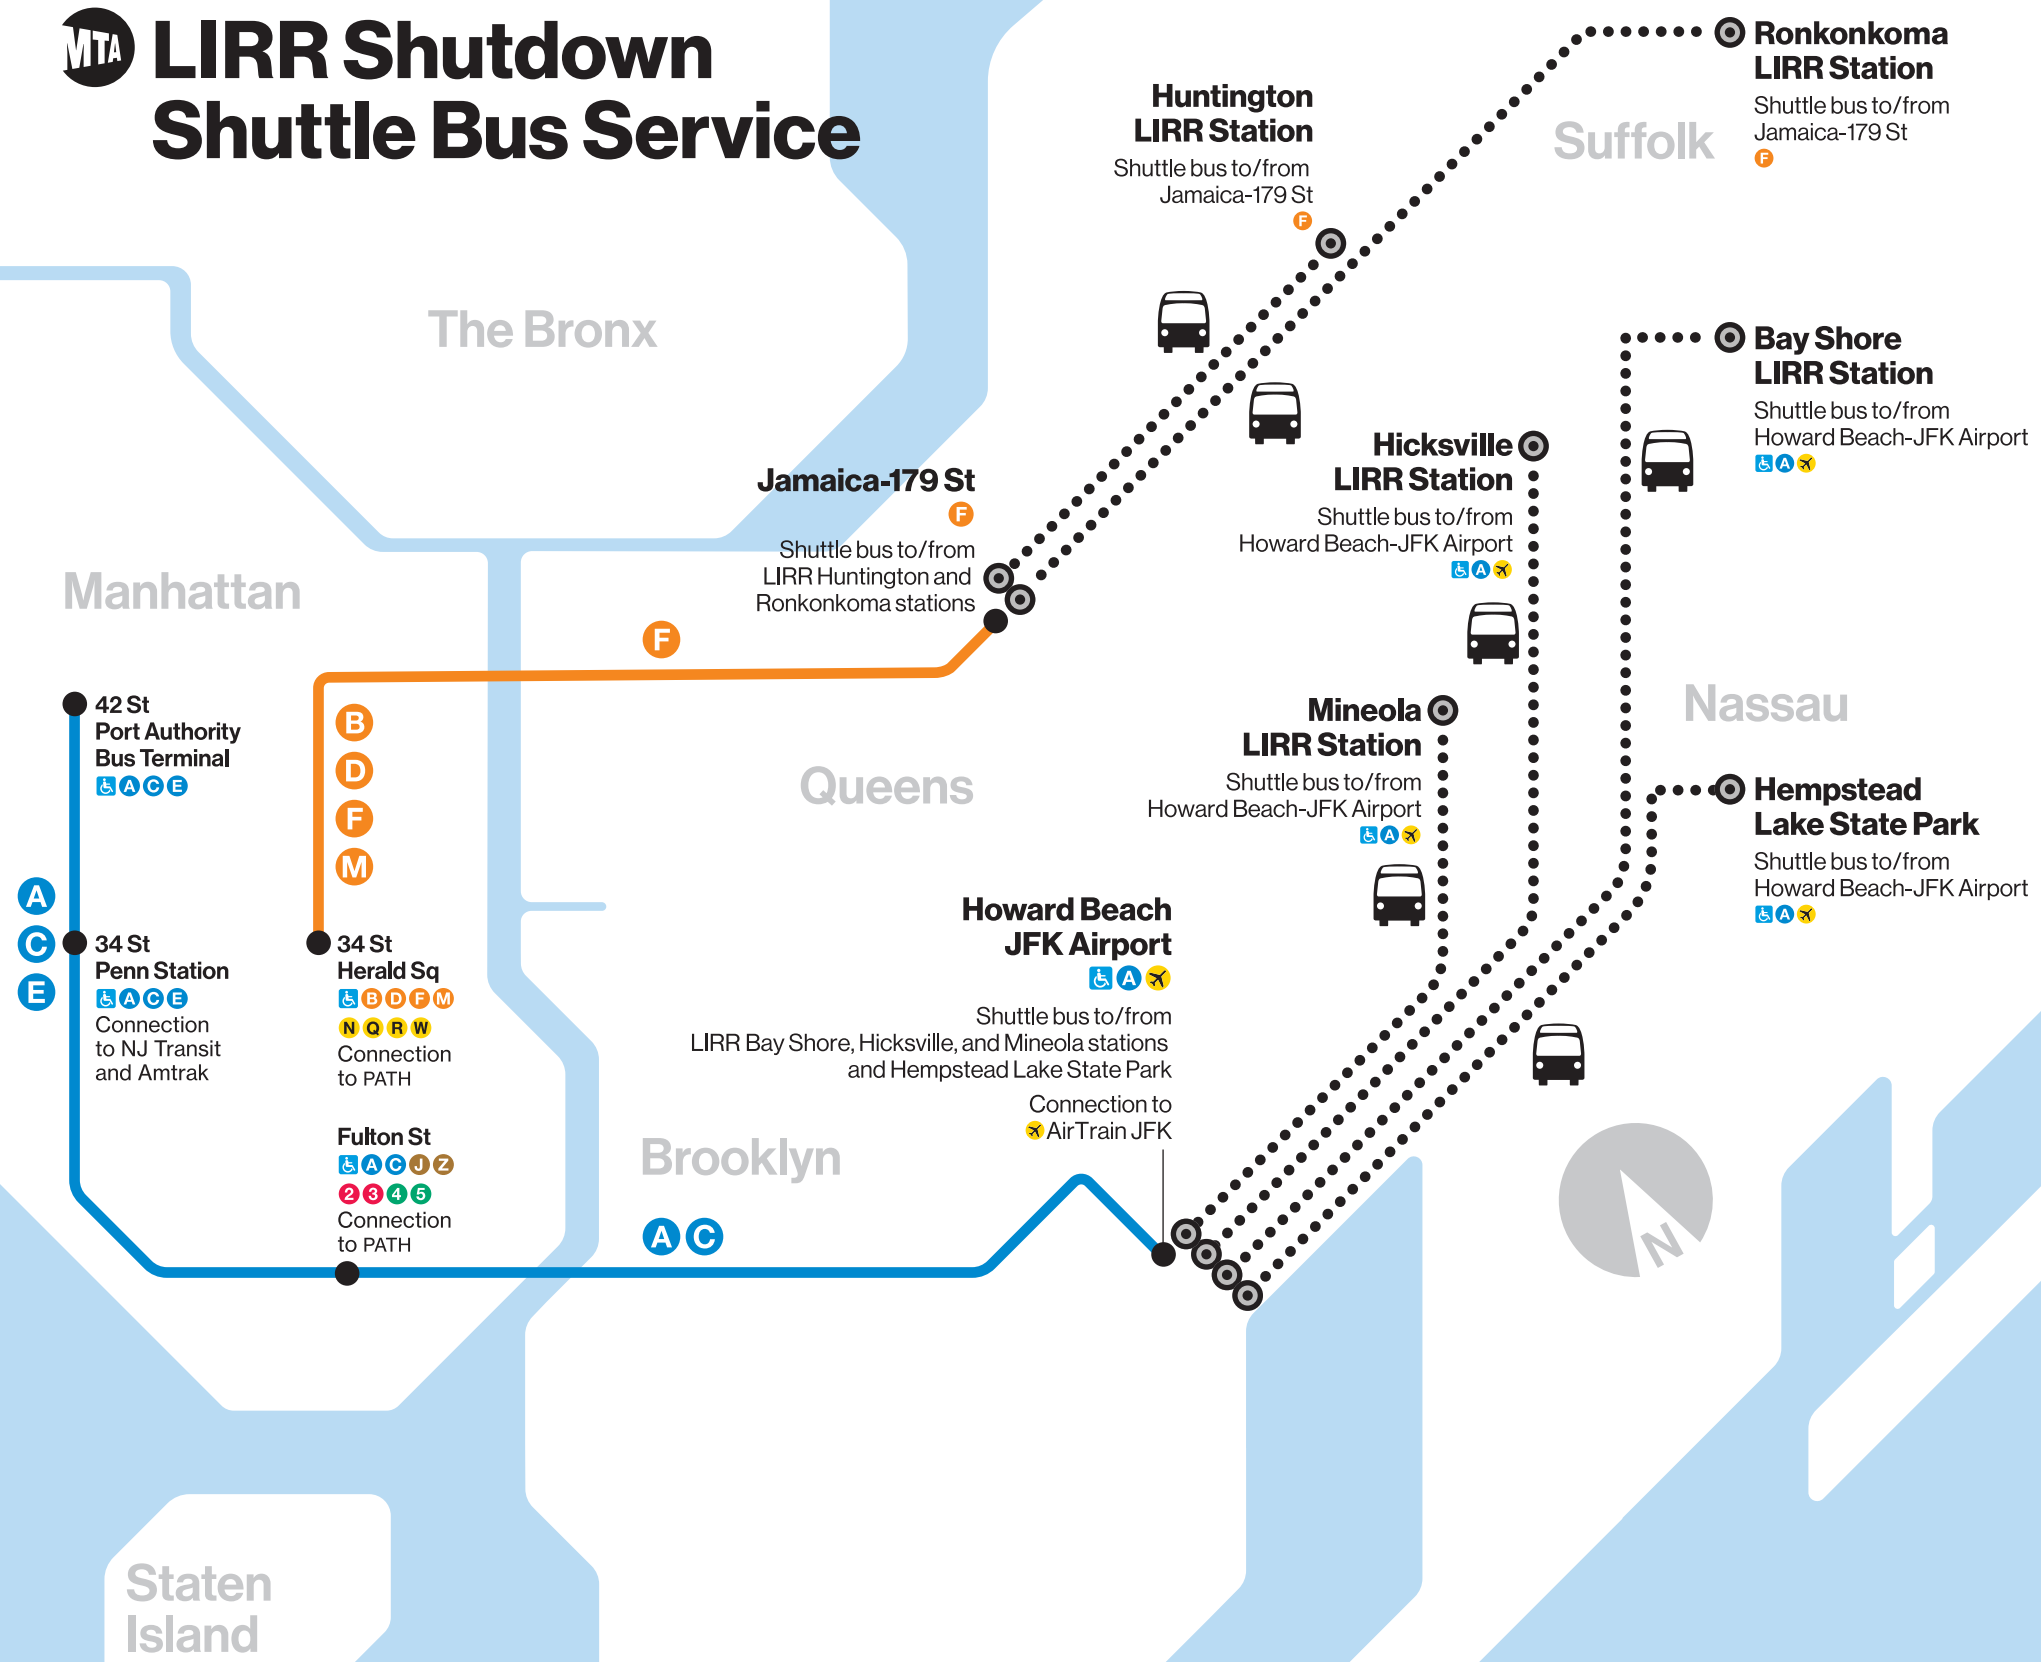 MTA
LIRR Shutdown
Shuttle Bus Service
Ronkonkoma
LIRR Station
Shuttle bus to/from
Jamaica-179 St
F
Suffolk
Huntington
LIRR Station
Shuttle bus to/from
Jamaica-179 St
F
The Bronx
Bay Shore
LIRR Station
Shuttle bus to/from
Howard Beach-JFK Airport
A
Hicksville
LIRR Station
Shuttle bus to/from
Howard Beach-JFK Airport
A
Jamaica-179 St
F
Shuttle bus to/from
LIRR Huntington and
Ronkonkoma stations
Manhattan
F
42 St
Port Authority
Bus Terminal
A C E
B
D
F
M
Queens
Mineola
LIRR Station
Shuttle bus to/from
Howard Beach-JFK Airport
A
Nassau
Hempstead
Lake State Park
Shuttle bus to/from
Howard Beach-JFK Airport
A
A
C
E
34 St
Penn Station
A C E
Connection
to NJ Transit
and Amtrak
34 St
Herald Sq
B D F M
N Q R W
Connection
to PATH
Howard Beach
JFK Airport
A
Shuttle bus to/from
LIRR Bay Shore, Hicksville, and Mineola stations
and Hempstead Lake State Park
Connection to
AirTrain JFK
Fulton St
A C J Z
2 3 4 5
Connection
to PATH
Brooklyn
A C
N
Staten
Island